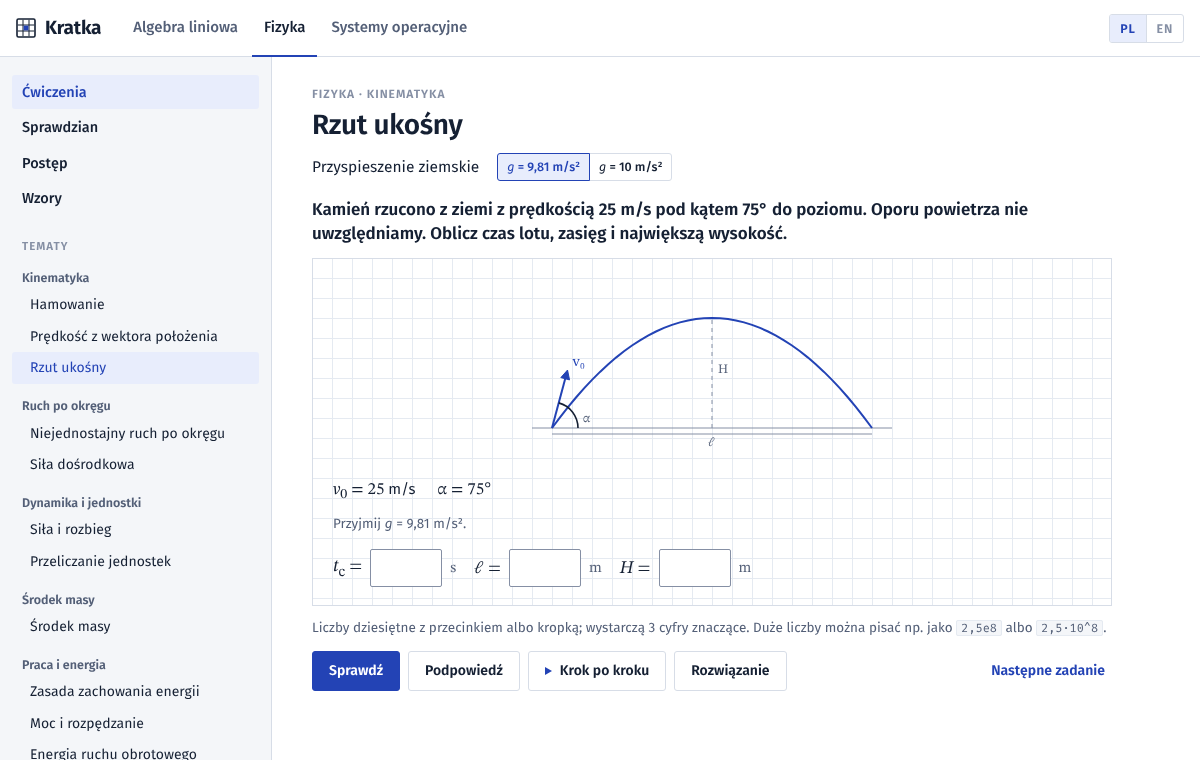 Kratka
Algebra liniowa
Fizyka
Systemy operacyjne
PL
EN
Ćwiczenia
Sprawdzian
Postęp
Wzory
TEMATY
Kinematyka
Hamowanie
Prędkość z wektora położenia
Rzut ukośny
Ruch po okręgu
Niejednostajny ruch po okręgu
Siła dośrodkowa
Dynamika i jednostki
Siła i rozbieg
Przeliczanie jednostek
Środek masy
Środek masy
Praca i energia
Zasada zachowania energii
Moc i rozpędzanie
Energia ruchu obrotowego
FIZYKA · KINEMATYKA
Rzut ukośny
Przyspieszenie ziemskie
g = 9,81 m/s²
g = 10 m/s²
Kamień rzucono z ziemi z prędkością 25 m/s pod kątem 75° do poziomu. Oporu powietrza nie
uwzględniamy. Oblicz czas lotu, zasięg i największą wysokość.
v₀
H
α
ℓ
v₀ = 25 m/s α = 75°
Przyjmij g = 9,81 m/s².
t_c = s ℓ = m H = m
Liczby dziesiętne z przecinkiem albo kropką; wystarczą 3 cyfry znaczące. Duże liczby można pisać np. jako 2,5e8 albo 2,5·10^8.
Sprawdź
Podpowiedź
Krok po kroku
Rozwiązanie
Następne zadanie